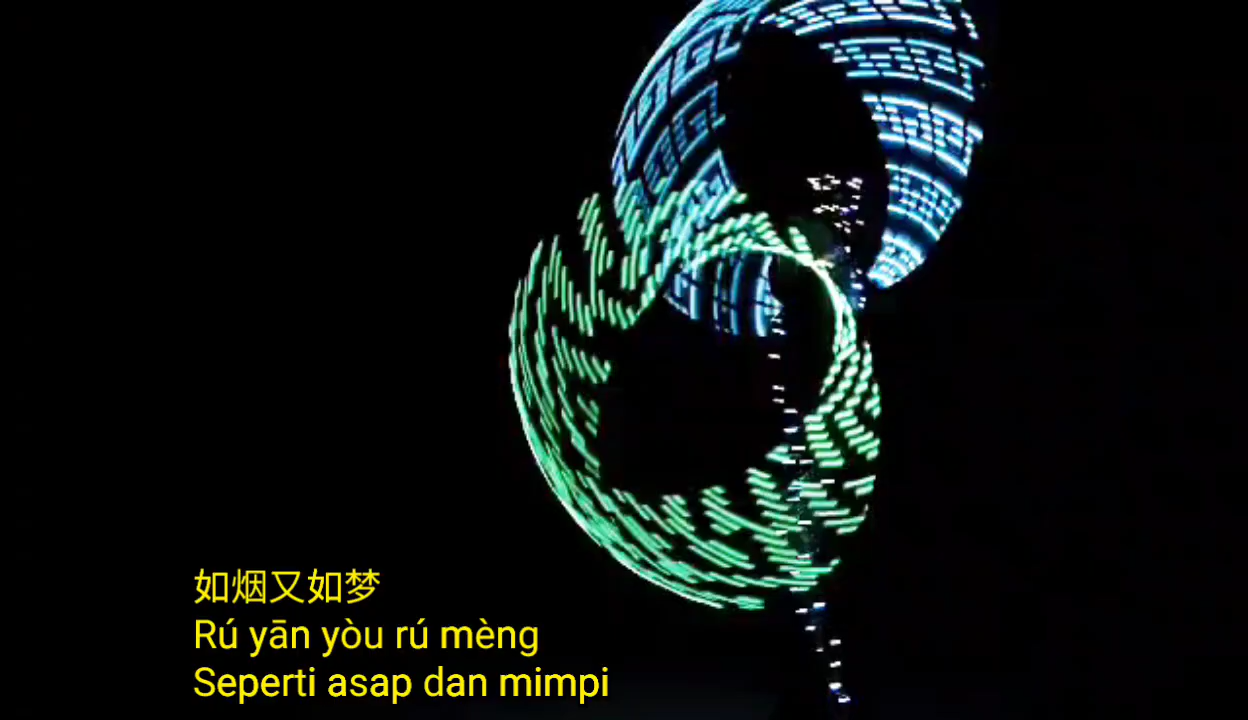 如烟又如梦
Rú yān yòu rú mèng
Seperti asap dan mimpi